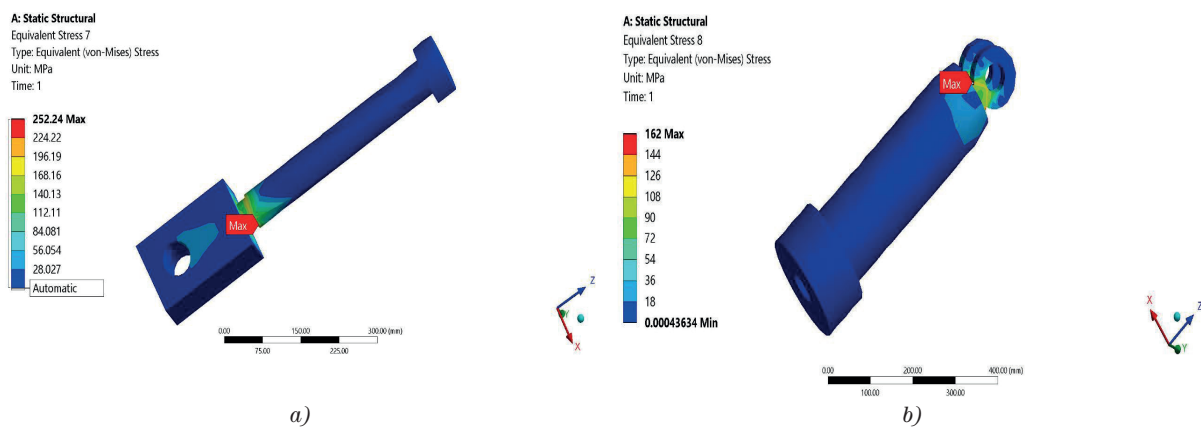 A: Static Structural
Equivalent Stress 7
Type: Equivalent (von-Mises) Stress
Unit: MPa
Time: 1
252.24 Max
224.22
196.19
168.16
140.13
112.11
84.081
56.054
28.027
Automatic
Max
0.00 150.00 300.00 (mm)
75.00 225.00
Z
Y
X
a)
A: Static Structural
Equivalent Stress 8
Type: Equivalent (von-Mises) Stress
Unit: MPa
Time: 1
162 Max
144
126
108
90
72
54
36
18
0.00043634 Min
Max
0.00 200.00 400.00 (mm)
100.00 300.00
X
Z
Y
b)